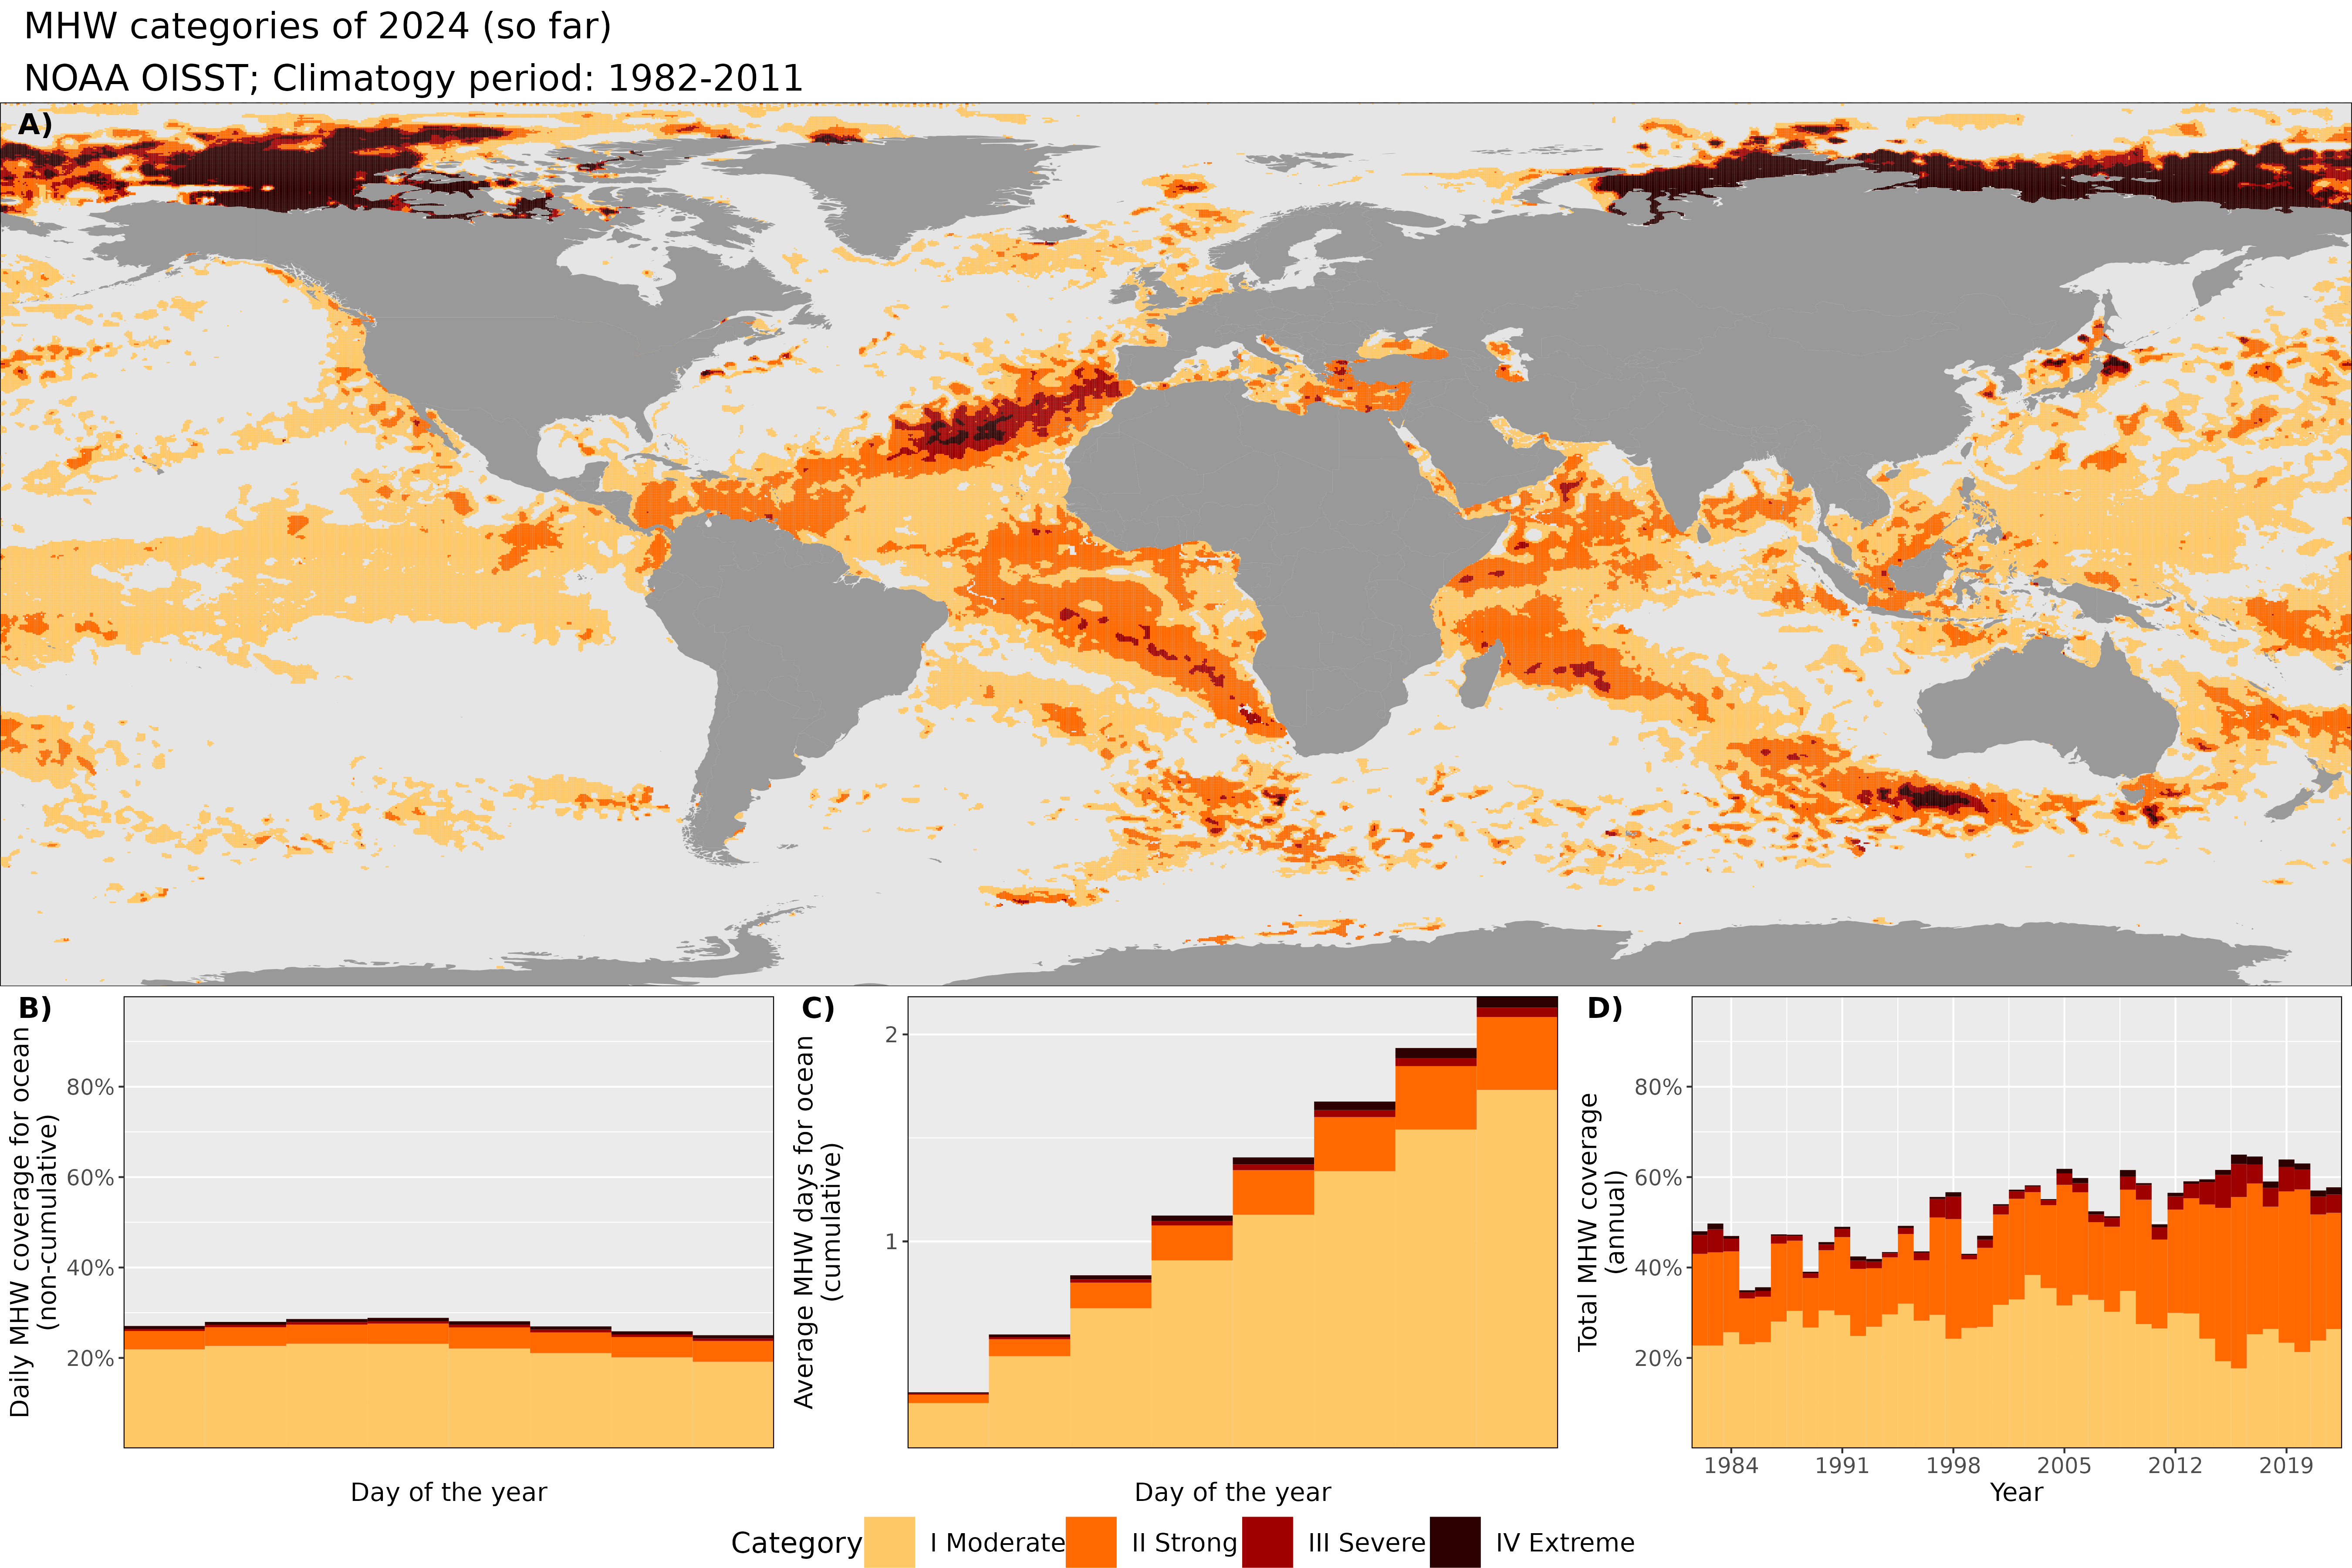 MHW categories of 2024 (so far)
NOAA OISST; Climatogy period: 1982-2011
A)
B)
Daily MHW coverage for ocean
(non-cumulative)
80%
60%
40%
20%
Day of the year
C)
Average MHW days for ocean
(cumulative)
2
1
Day of the year
D)
Total MHW coverage
(annual)
80%
60%
40%
20%
1984 1991 1998 2005 2012 2019
Year
Category I Moderate II Strong III Severe IV Extreme